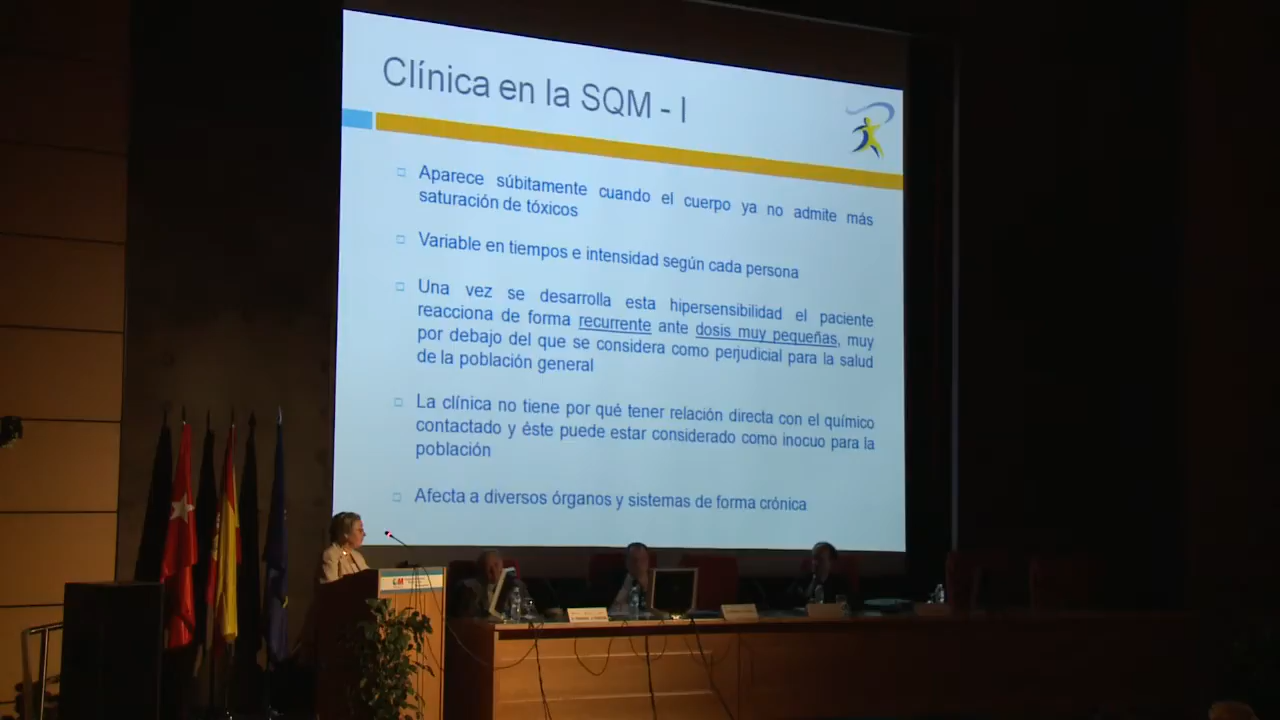 Clínica en la SQM - I
Aparece súbitamente cuando el cuerpo ya no admite más
saturación de tóxicos
Variable en tiempos e intensidad según cada persona
Una vez se desarrolla esta hipersensibilidad el paciente
reacciona de forma recurrente ante dosis muy pequeñas, muy
por debajo del que se considera como perjudicial para la salud
de la población general
La clínica no tiene por qué tener relación directa con el químico
contactado y éste puede estar considerado como inocuo para la
población
Afecta a diversos órganos y sistemas de forma crónica